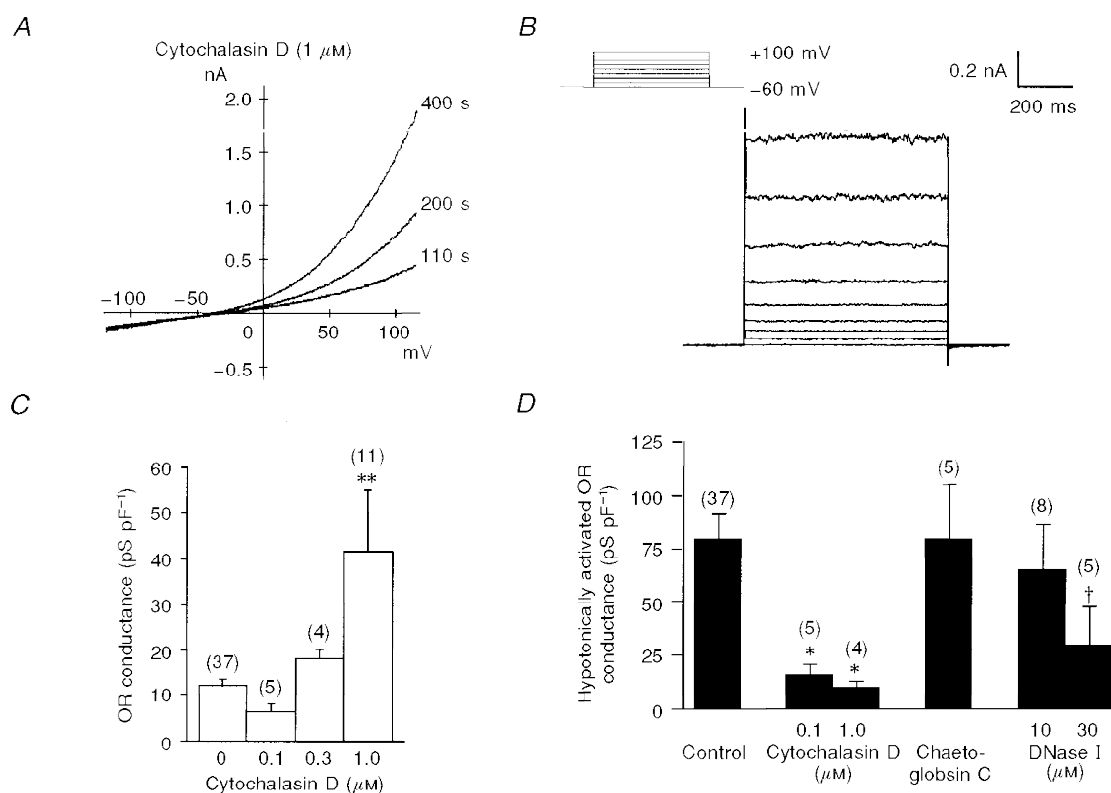 A
Cytochalasin D (1 μM)
nA
2.0
400 s
1.5
1.0
200 s
0.5
110 s
−100
−50
0
50
100
mV
−0.5
B
+100 mV
−60 mV
0.2 nA
200 ms
C
OR conductance (pS pF⁻¹)
60
50
40
30
20
10
0
(37)
(5)
(4)
(11)
**
0
0.1
0.3
1.0
Cytochalasin D (μM)
D
Hypotonically activated OR
conductance (pS pF⁻¹)
125
100
75
50
25
0
(37)
(5)
*
(4)
*
(5)
(8)
(5)
†
0.1 1.0
10 30
Control
Cytochalasin D
(μM)
Chaeto-
globsin C
DNase I
(μM)